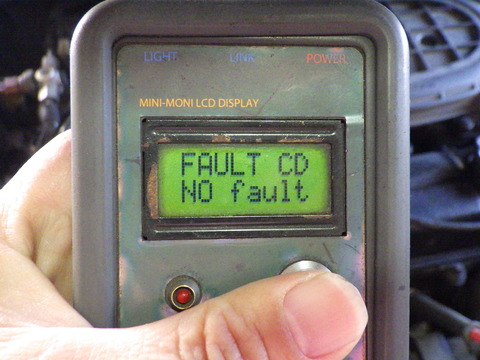 LIGHT LINK POWER
MINI-MONI LCD DISPLAY
FAULT CD
NO fault